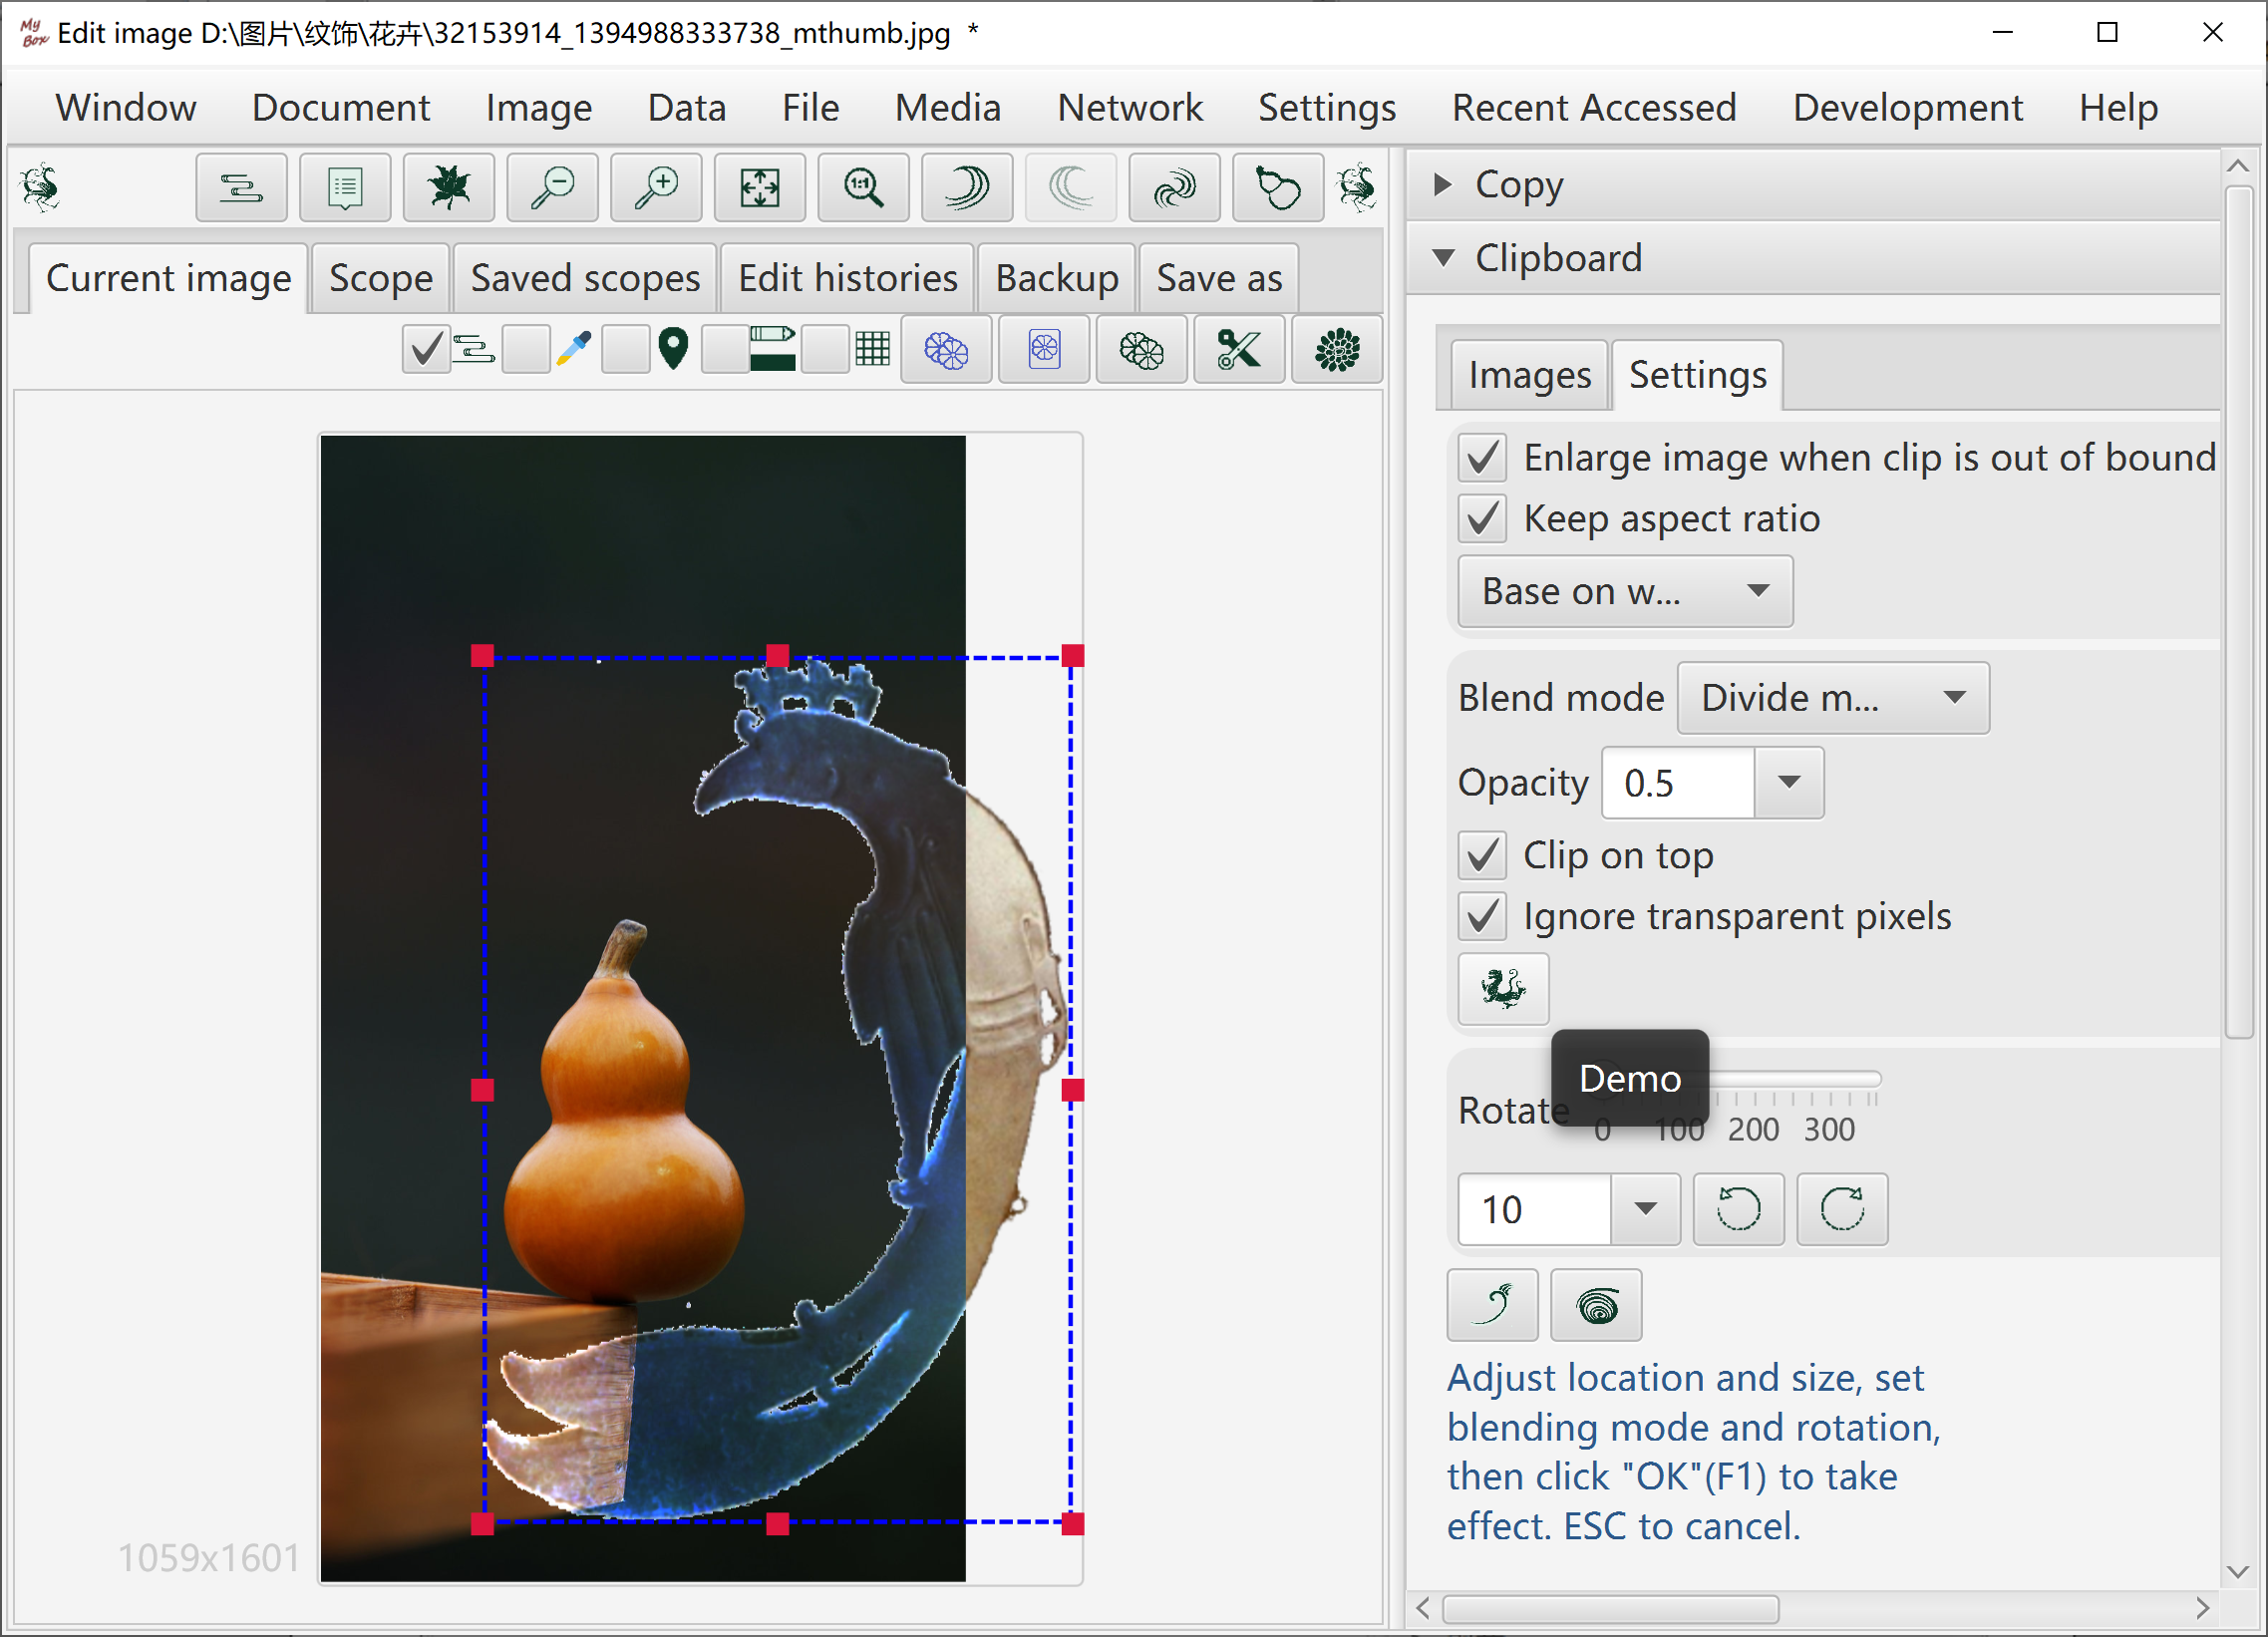 My Box Edit image D:\图片\纹饰\花卉\32153914_1394988333738_mthumb.jpg *
Window Document Image Data File Media Network Settings Recent Accessed Development Help
1:1
Copy
Clipboard
Current image Scope Saved scopes Edit histories Backup Save as
Images Settings
Enlarge image when clip is out of bound
Keep aspect ratio
Base on w...
Blend mode Divide m...
Opacity 0.5
Clip on top
Ignore transparent pixels
Demo
Rotate
0 100 200 300
10
Adjust location and size, set
blending mode and rotation,
then click "OK"(F1) to take
effect. ESC to cancel.
1059x1601